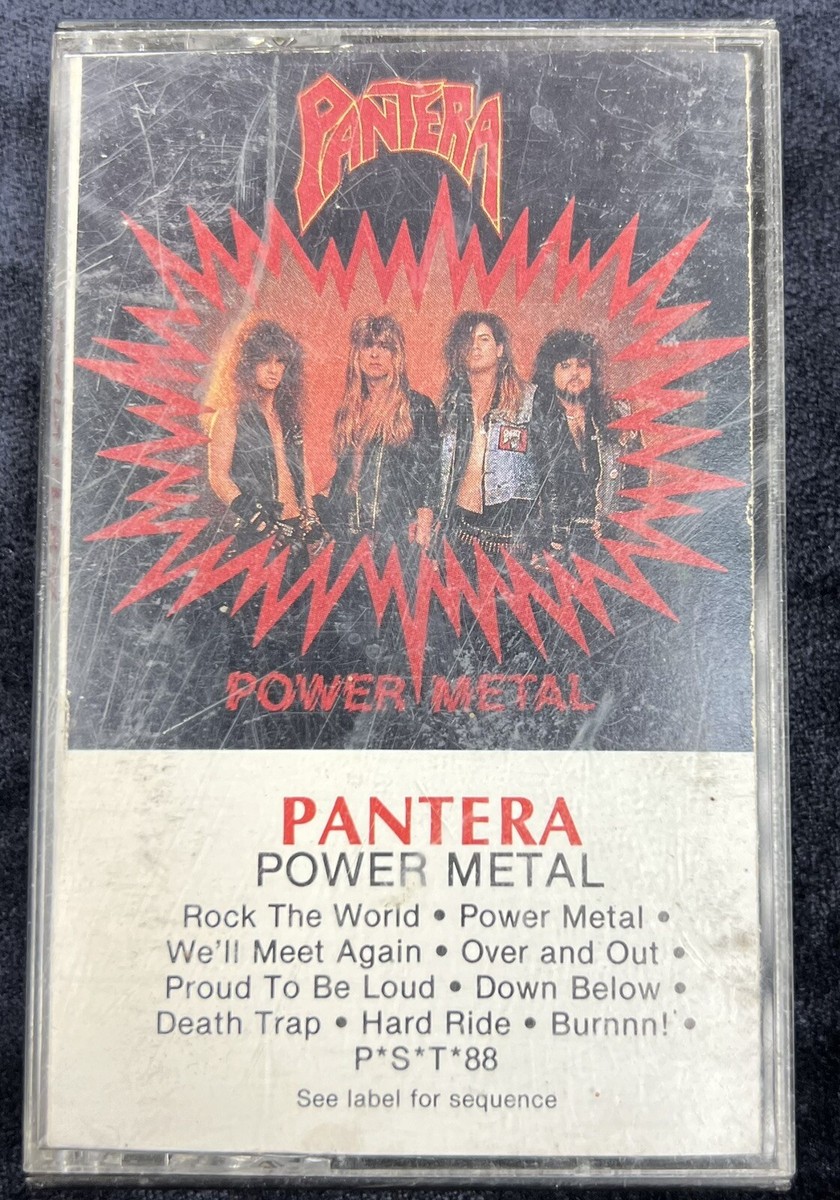 PANTERA
POWER METAL
PANTERA
POWER METAL
Rock The World • Power Metal •
We'll Meet Again • Over and Out •
Proud To Be Loud • Down Below •
Death Trap • Hard Ride • Burnnn! •
P*S*T*88
See label for sequence